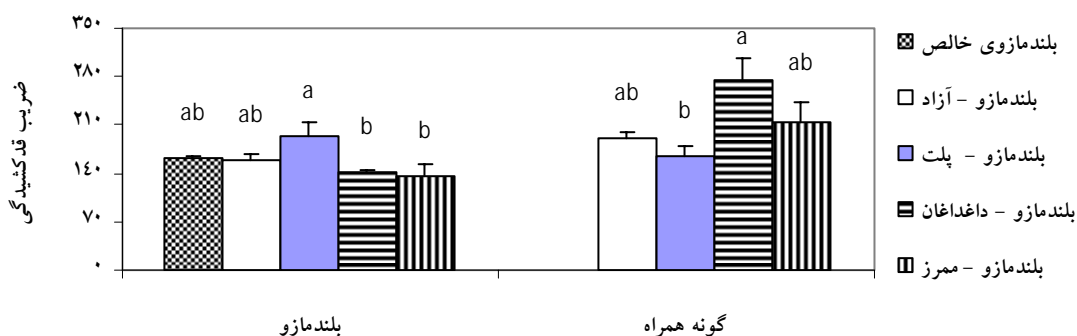 ضریب قدکشیدگی
۳۵۰
۲۸۰
۲۱۰
۱۴۰
۷۰
۰
ab
ab
a
b
b
ab
b
a
ab
بلندمازو
گونه همراه
بلندمازوی خالص
بلندمازو - آزاد
بلندمازو - پلت
بلندمازو - داغداغان
بلندمازو - ممرز